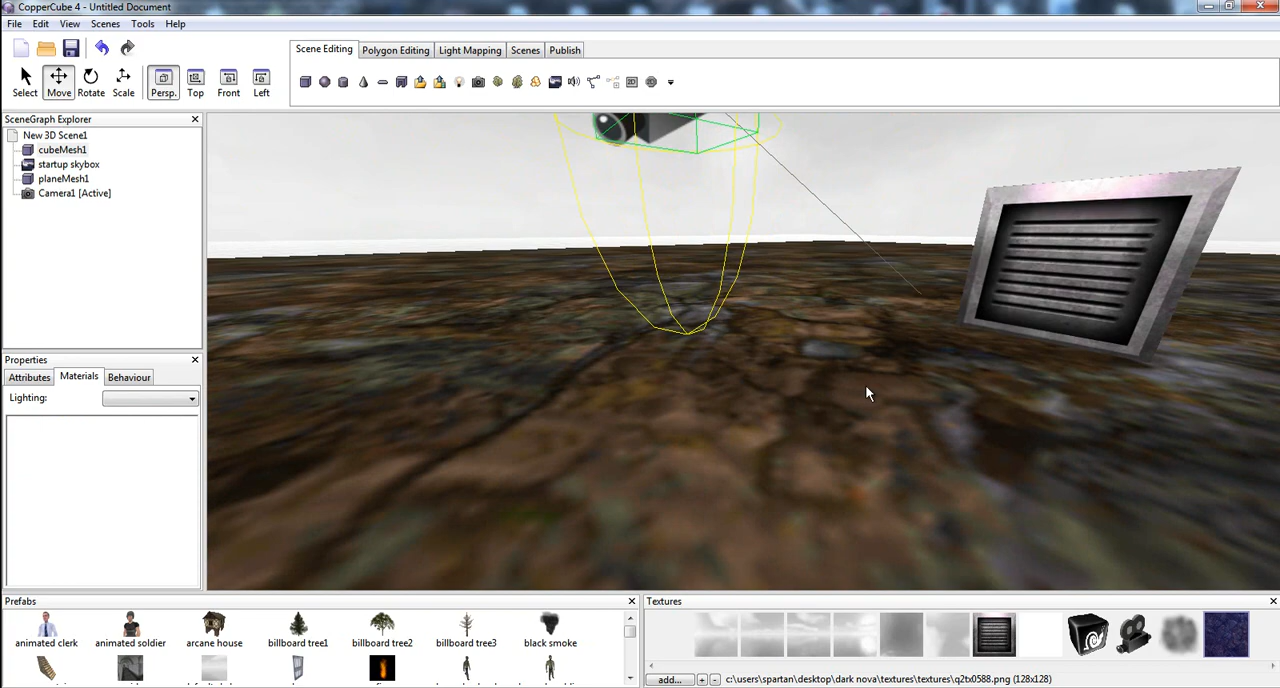 CopperCube 4 - Untitled Document
File Edit View Scenes Tools Help
Scene Editing Polygon Editing Light Mapping Scenes Publish
Select Move Rotate Scale Persp. Top Front Left
SceneGraph Explorer
New 3D Scene1
cubeMesh1
startup skybox
planeMesh1
Camera1 [Active]
Properties
Attributes Materials Behaviour
Lighting:
Prefabs
animated clerk animated soldier arcane house billboard tree1 billboard tree2 billboard tree3 black smoke
Textures
add... + - c:\users\spartan\desktop\dark nova\textures\textures\q2tx0588.png (128x128)